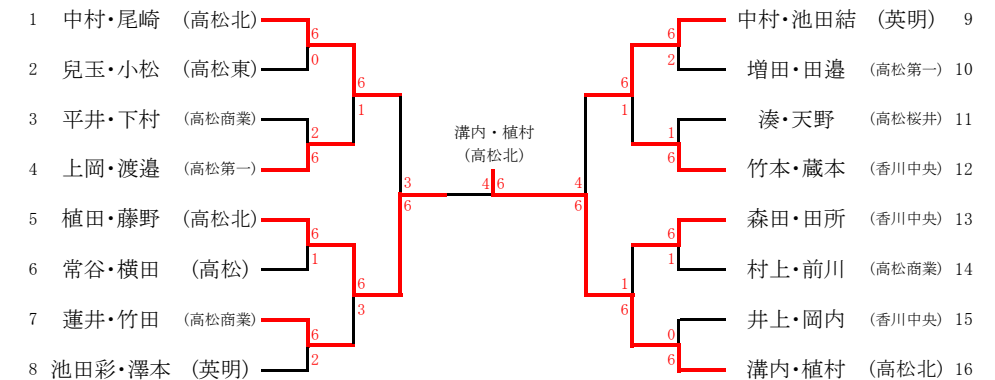 1 中村・尾崎 (高松北)
2 兒玉・小松 (高松東)
3 平井・下村 (高松商業)
4 上岡・渡邉 (高松第一)
5 植田・藤野 (高松北)
6 常谷・横田 (高松)
7 蓮井・竹田 (高松商業)
8 池田彩・澤本 (英明)
6
0
2
6
6
1
6
2
6
1
6
3
3
6
溝内・植村
(高松北)
4 6
4
6
6
1
1
6
6
2
1
6
6
1
0
6
中村・池田結 (英明) 9
増田・田邉 (高松第一) 10
湊・天野 (高松桜井) 11
竹本・蔵本 (香川中央) 12
森田・田所 (香川中央) 13
村上・前川 (高松商業) 14
井上・岡内 (香川中央) 15
溝内・植村 (高松北) 16